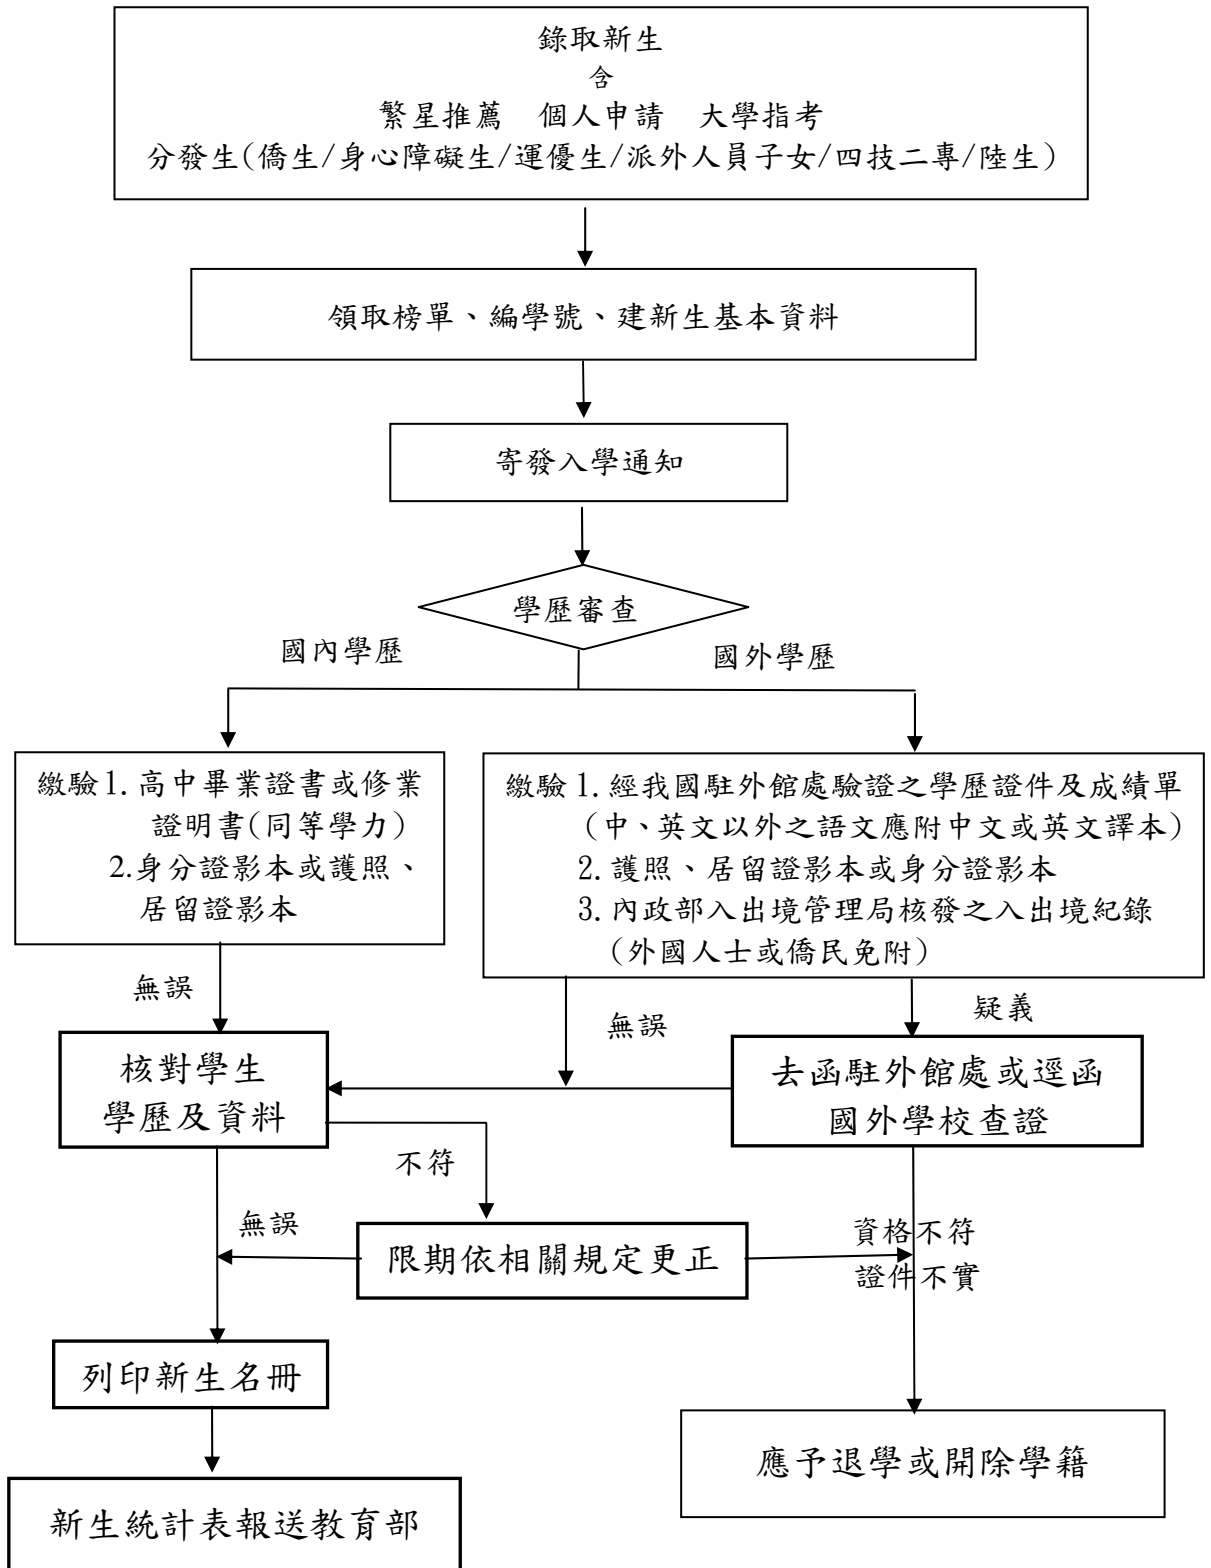 錄取新生
含
繁星推薦 個人申請 大學指考
分發生(僑生/身心障礙生/運優生/派外人員子女/四技二專/陸生)
領取榜單、編學號、建新生基本資料
寄發入學通知
學歷審查
國內學歷
國外學歷
繳驗1.高中畢業證書或修業
證明書(同等學力)
2.身分證影本或護照、
居留證影本
繳驗1.經我國駐外館處驗證之學歷證件及成績單
(中、英文以外之語文應附中文或英文譯本)
2.護照、居留證影本或身分證影本
3.內政部入出境管理局核發之入出境紀錄
(外國人士或僑民免附)
無誤
無誤
疑義
核對學生
學歷及資料
去函駐外館處或逕函
國外學校查證
不符
無誤
限期依相關規定更正
資格不符
證件不實
列印新生名冊
應予退學或開除學籍
新生統計表報送教育部